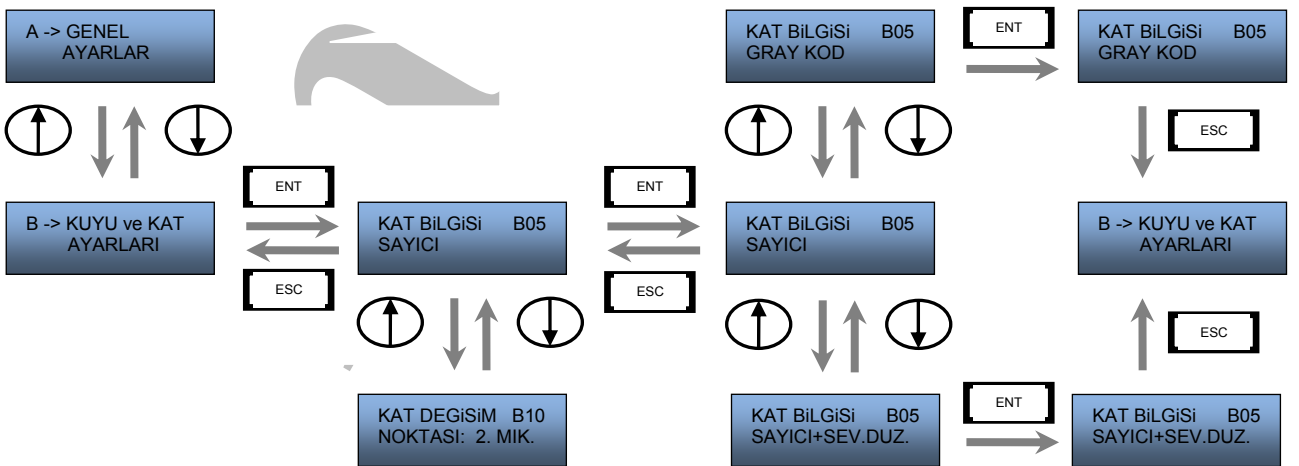 A -> GENEL
AYARLAR
KAT BiLGiSi B05
GRAY KOD
ENT
KAT BiLGiSi B05
GRAY KOD
ESC
B -> KUYU ve KAT
AYARLARI
ENT
ESC
KAT BiLGiSi B05
SAYICI
ENT
ESC
KAT BiLGiSi B05
SAYICI
B -> KUYU ve KAT
AYARLARI
ESC
KAT DEGiSiM B10
NOKTASI: 2. MIK.
KAT BiLGiSi B05
SAYICI+SEV.DUZ.
ENT
KAT BiLGiSi B05
SAYICI+SEV.DUZ.